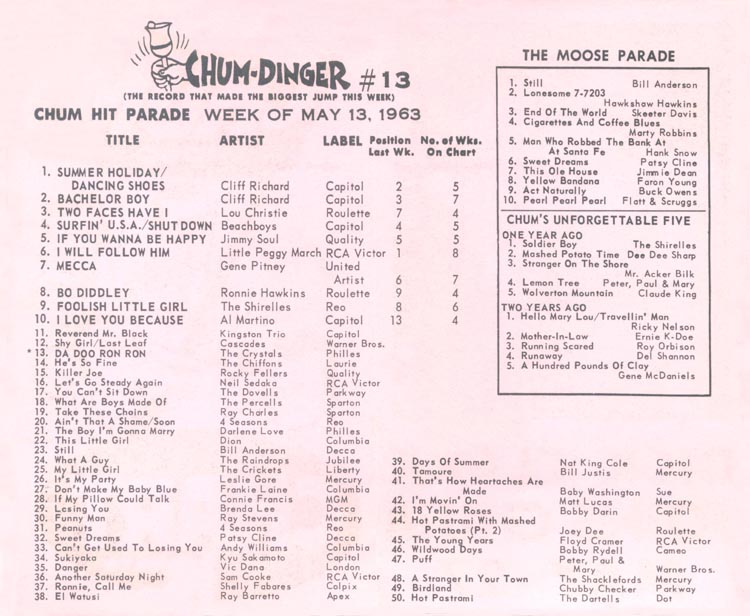 CHUM-DINGER #13
(THE RECORD THAT MADE THE BIGGEST JUMP THIS WEEK)
CHUM HIT PARADE WEEK OF MAY 13, 1963
TITLE ARTIST LABEL Position Last Wk. No. of Wks. On Chart
1. SUMMER HOLIDAY/
DANCING SHOES Cliff Richard Capitol 2 5
2. BACHELOR BOY Cliff Richard Capitol 3 7
3. TWO FACES HAVE I Lou Christie Roulette 7 4
4. SURFIN' U.S.A./SHUT DOWN Beachboys Capitol 4 5
5. IF YOU WANNA BE HAPPY Jimmy Soul Quality 5 5
6. I WILL FOLLOW HIM Little Peggy March RCA Victor 1 8
7. MECCA Gene Pitney United
Artist 6 7
8. BO DIDDLEY Ronnie Hawkins Roulette 9 4
9. FOOLISH LITTLE GIRL The Shirelles Reo 8 6
10. I LOVE YOU BECAUSE Al Martino Capitol 13 4
11. Reverend Mr. Black Kingston Trio Capitol
12. Shy Girl/Last Leaf Cascades Warner Bros.
*13. DA DOO RON RON The Crystals Philles
14. He's So Fine The Chiffons Laurie
15. Killer Joe Rocky Fellers Quality
16. Let's Go Steady Again Neil Sedaka RCA Victor
17. You Can't Sit Down The Dovells Parkway
18. What Are Boys Made Of The Percells Sparton
19. Take These Chains Ray Charles Sparton
20. Ain't That A Shame/Soon 4 Seasons Reo
21. The Boy I'm Gonna Marry Darlene Love Philles
22. This Little Girl Dion Columbia
23. Still Bill Anderson Decca
24. What A Guy The Raindrops Jubilee
25. My Little Girl The Crickets Liberty
26. It's My Party Leslie Gore Mercury
27. Don't Make My Baby Blue Frankie Laine Columbia
28. If My Pillow Could Talk Connie Francis MGM
29. Losing You Brenda Lee Decca
30. Funny Man Ray Stevens Mercury
31. Peanuts 4 Seasons Reo
32. Sweet Dreams Patsy Cline Decca
33. Can't Get Used To Losing You Andy Williams Columbia
34. Sukiyaka Kyu Sakamoto Capitol
35. Danger Vic Dana London
36. Another Saturday Night Sam Cooke RCA Victor
37. Ronnie, Call Me Shelly Fabares Colpix
38. El Watusi Ray Barretto Apex
39. Days Of Summer Nat King Cole Capitol
40. Tamoure Bill Justis Mercury
41. That's How Heartaches Are
Made Baby Washington Sue
42. I'm Movin' On Matt Lucas Mercury
43. 18 Yellow Roses Bobby Darin Capitol
44. Hot Pastrami With Mashed
Potatoes (Pt. 2) Joey Dee Roulette
45. The Young Years Floyd Cramer RCA Victor
46. Wildwood Days Bobby Rydell Cameo
47. Puff Peter, Paul &
Mary Warner Bros.
48. A Stranger In Your Town The Shacklefords Mercury
49. Birdland Chubby Checker Parkway
50. Hot Pastrami The Dartells Dot
THE MOOSE PARADE
1. Still Bill Anderson
2. Lonesome 7-7203
Hawkshaw Hawkins
3. End Of The World Skeeter Davis
4. Cigarettes And Coffee Blues
Marty Robbins
5. Man Who Robbed The Bank At
At Santa Fe Hank Snow
6. Sweet Dreams Patsy Cline
7. This Ole House Jimmie Dean
8. Yellow Bandana Faron Young
9. Act Naturally Buck Owens
10. Pearl Pearl Pearl Flatt & Scruggs
CHUM'S UNFORGETTABLE FIVE
ONE YEAR AGO
1. Soldier Boy The Shirelles
2. Mashed Potato Time Dee Dee Sharp
3. Stranger On The Shore
Mr. Acker Bilk
4. Lemon Tree Peter, Paul & Mary
5. Wolverton Mountain Claude King
TWO YEARS AGO
1. Hello Mary Lou/Travellin' Man
Ricky Nelson
2. Mother-In-Law Ernie K-Doe
3. Running Scared Roy Orbison
4. Runaway Del Shannon
5. A Hundred Pounds Of Clay
Gene McDaniels